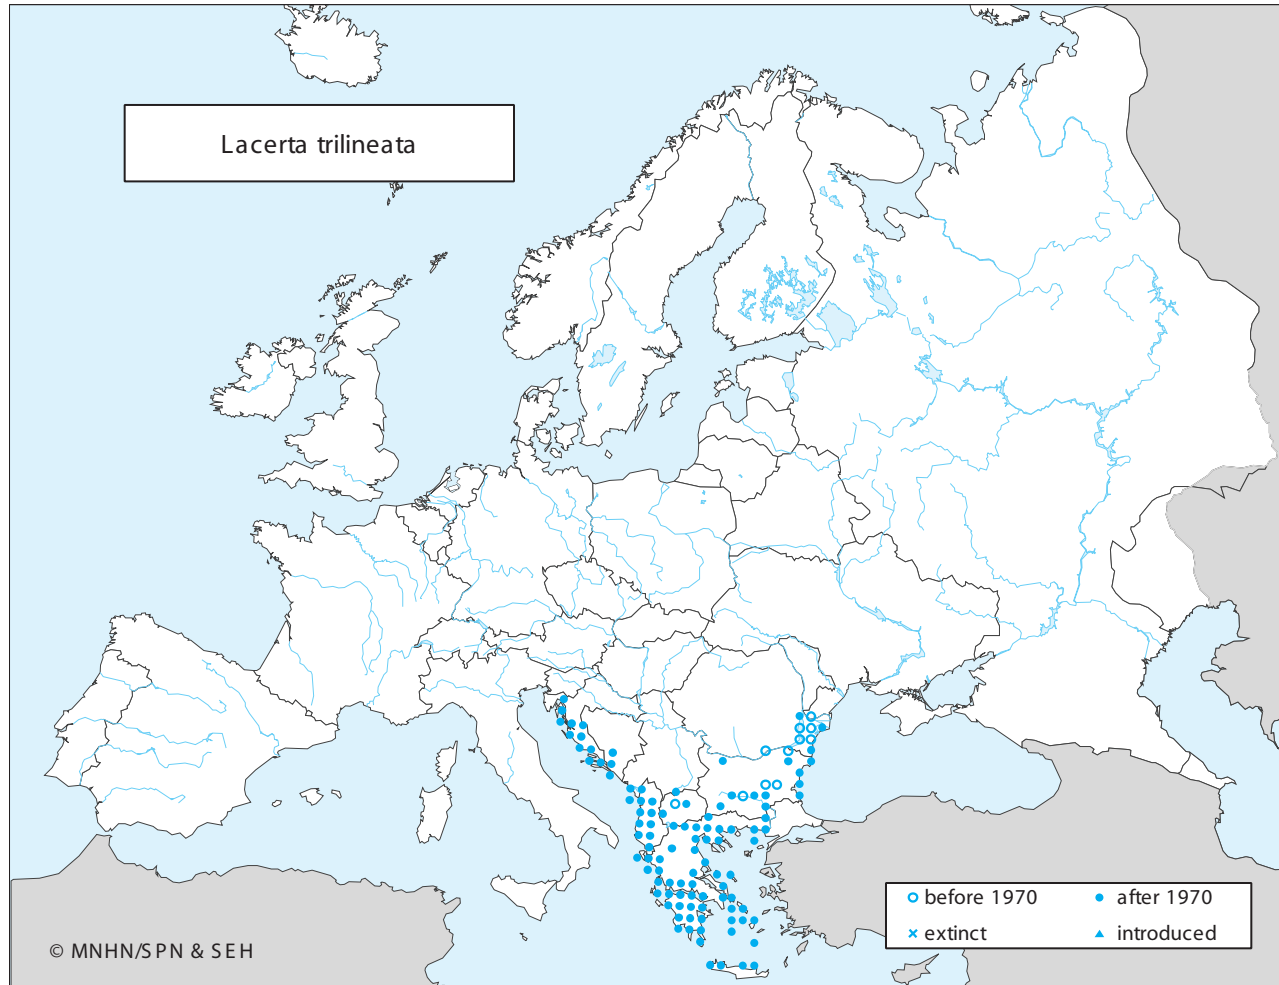 Lacerta trilineata
before 1970
after 1970
extinct
introduced
© MNHN/SPN & SEH